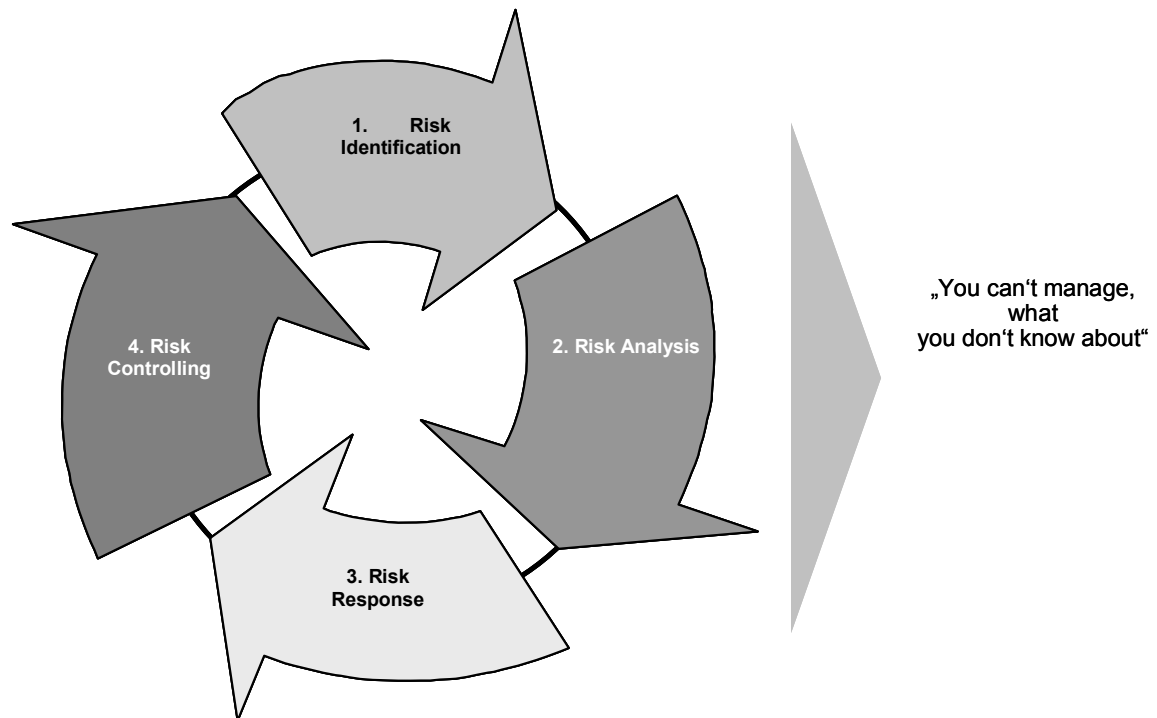 1. Risk
Identification
2. Risk Analysis
3. Risk
Response
4. Risk
Controlling
„You can‘t manage,
what
you don‘t know about“